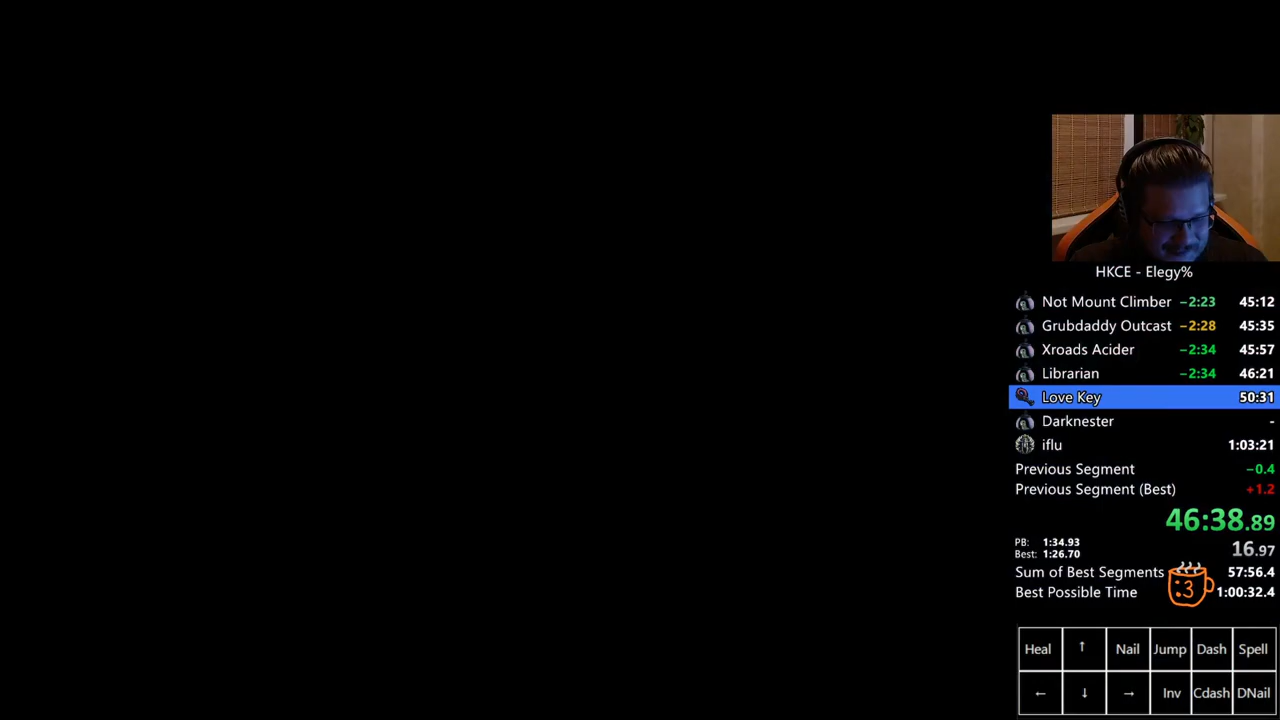 HKCE - Elegy%
Not Mount Climber −2:23 45:12
Grubdaddy Outcast −2:28 45:35
Xroads Acider −2:34 45:57
Librarian −2:34 46:21
Love Key 50:31
Darknester -
iflu 1:03:21
Previous Segment −0.4
Previous Segment (Best) +1.2
46:38.89
PB: 1:34.93
16.97
Best: 1:26.70
Sum of Best Segments 57:56.4
Best Possible Time 1:00:32.4
:3
Heal ↑ Nail Jump Dash Spell
← ↓ → Inv Cdash DNail